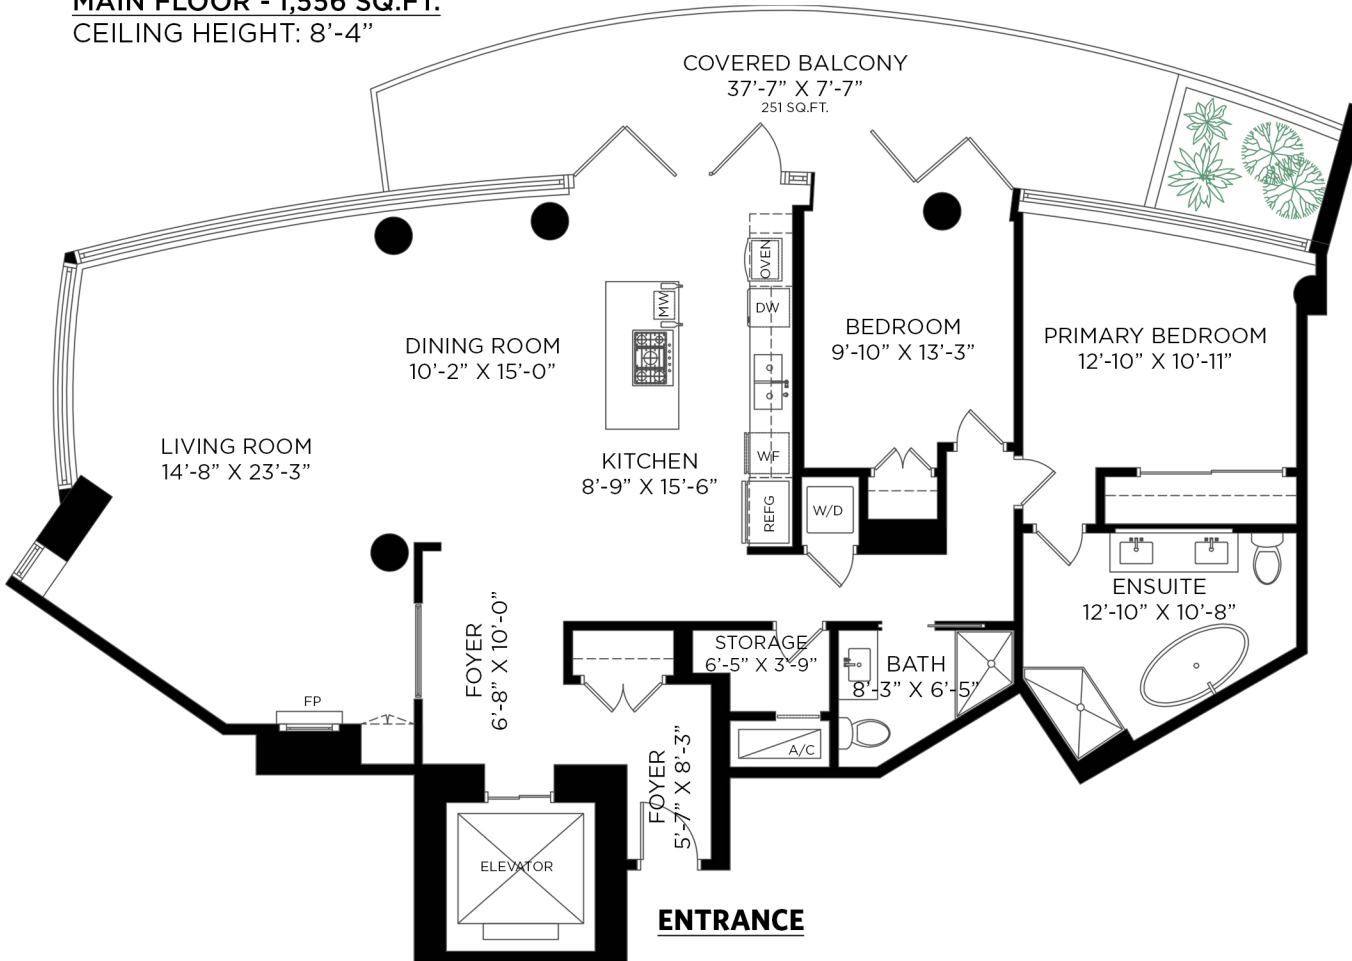 MAIN FLOOR - 1,556 SQ.FT.
CEILING HEIGHT: 8'-4"
COVERED BALCONY
37'-7" X 7'-7"
251 SQ.FT.
OVEN
MW
DW
BEDROOM
9'-10" X 13'-3"
PRIMARY BEDROOM
12'-10" X 10'-11"
DINING ROOM
10'-2" X 15'-0"
LIVING ROOM
14'-8" X 23'-3"
KITCHEN
8'-9" X 15'-6"
WF
REFG
W/D
ENSUITE
12'-10" X 10'-8"
FOYER
6'-8" X 10'-0"
STORAGE
6'-5" X 3'-9"
BATH
8'-3" X 6'-5"
FP
A/C
FOYER
5'-7" X 8'-3"
ELEVATOR
ENTRANCE